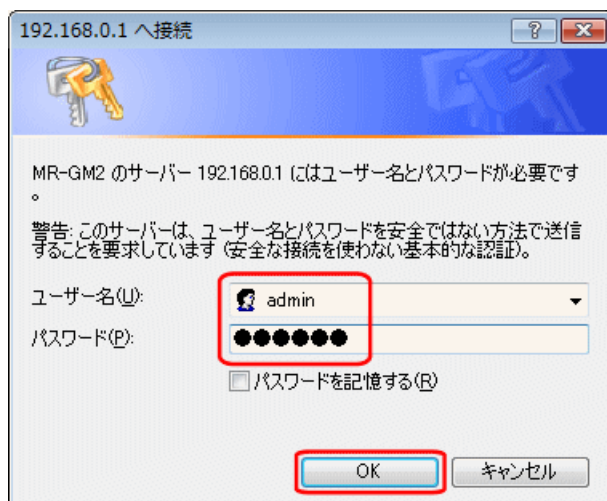 192.168.0.1 へ接続
MR-GM2 のサーバー 192.168.0.1 にはユーザー名とパスワードが必要です
。
警告: このサーバーは、ユーザー名とパスワードを安全ではない方法で送信
することを要求しています (安全な接続を使わない基本的な認証)。
ユーザー名(U):
admin
パスワード(P):
●●●●●●
パスワードを記憶する(R)
OK
キャンセル